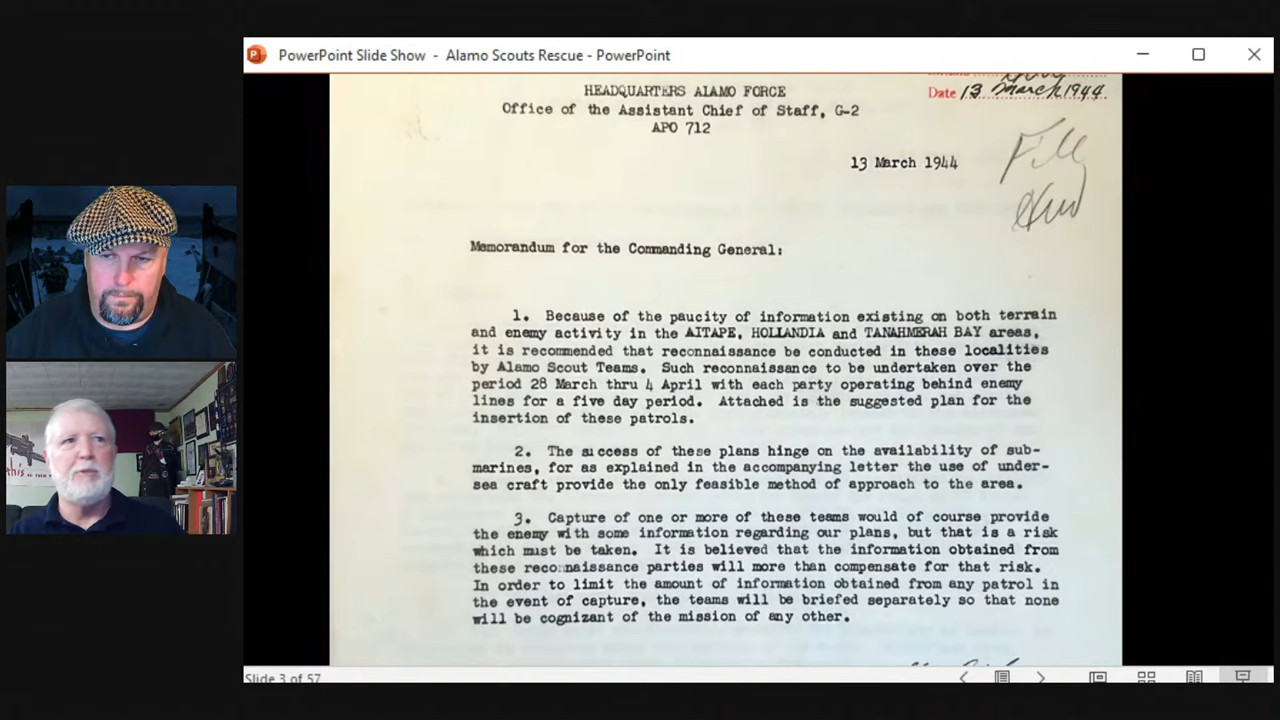 PowerPoint Slide Show - Alamo Scouts Rescue - PowerPoint
HEADQUARTERS ALAMO FORCE
Office of the Assistant Chief of Staff, G-2
APO 712
Date 13 March 1944
13 March 1944
Memorandum for the Commanding General:
1. Because of the paucity of information existing on both terrain
and enemy activity in the AITAPE, HOLLANDIA and TANAHMERAH BAY areas,
it is recommended that reconnaissance be conducted in these localities
by Alamo Scout Teams. Such reconnaissance to be undertaken over the
period 28 March thru 4 April with each party operating behind enemy
lines for a five day period. Attached is the suggested plan for the
insertion of these patrols.
2. The success of these plans hinge on the availability of sub-
marines, for as explained in the accompanying letter the use of under-
sea craft provide the only feasible method of approach to the area.
3. Capture of one or more of these teams would of course provide
the enemy with some information regarding our plans, but that is a risk
which must be taken. It is believed that the information obtained from
these reconnaissance parties will more than compensate for that risk.
In order to limit the amount of information obtained from any patrol in
the event of capture, the teams will be briefed separately so that none
will be cognizant of the mission of any other.
Slide 3 of 57